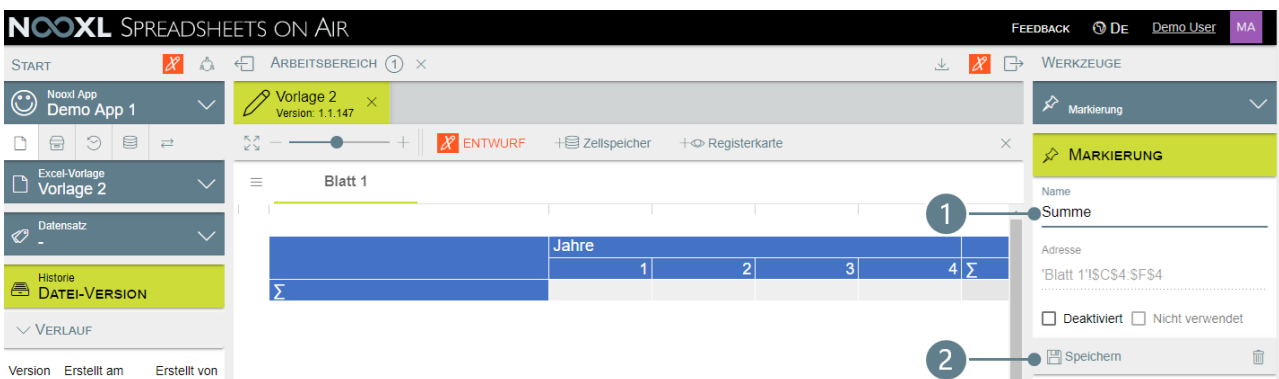 NOOXL SPREADSHEETS ON AIR
FEEDBACK DE Demo User MA
START
ARBEITSBEREICH 1 ×
WERKZEUGE
Nooxl App
Demo App 1
Vorlage 2 ×
Version: 1.1.147
Markierung
ENTWURF +Zellspeicher +Registerkarte ×
MARKIERUNG
Excel-Vorlage
Vorlage 2
Blatt 1
Name
1
Summe
Datensatz
-
Jahre
Adresse
1 2 3 4 Σ
'Blatt 1'!$C$4:$F$4
Historie
DATEI-VERSION
Σ
Deaktiviert Nicht verwendet
VERLAUF
2
Speichern
Version Erstellt am Erstellt von